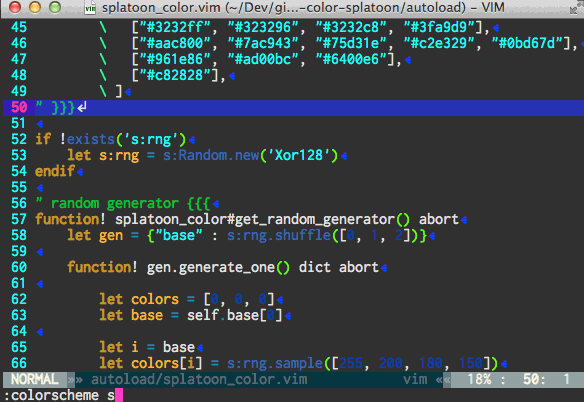 splatoon_color.vim (~/Dev/gi...-color-splatoon/autoload) - VIM
45 \ ["#3232ff", "#323296", "#3232c8", "#3fa9d9"],
46 \ ["#aac800", "#7ac943", "#75d31e", "#c2e329", "#0bd67d"],
47 \ ["#961e86", "#ad00bc", "#6400e6"],
48 \ ["#c82828"],
49 \ ]
50 " }}}
51
52 if !exists('s:rng')
53 let s:rng = s:Random.new('Xor128')
54 endif
55
56 " random generator {{{
57 function! splatoon_color#get_random_generator() abort
58 let gen = {"base" : s:rng.shuffle([0, 1, 2])}
59
60 function! gen.generate_one() dict abort
61
62 let colors = [0, 0, 0]
63 let base = self.base[0]
64
65 let i = base
66 let colors[i] = s:rng.sample([255, 200, 180, 150])
NORMAL »» autoload/splatoon_color.vim vim «« 18% : 50: 1
:colorscheme s